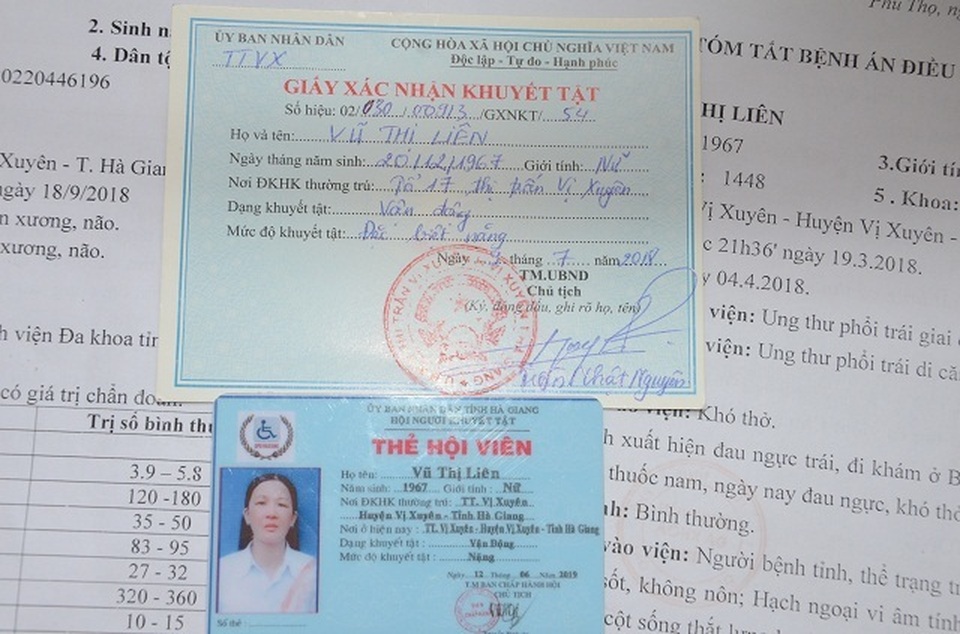 Phú Thọ,
2. Sinh n
4. Dân tộ
0220446196
Xuyên - T. Hà Gian
ngày 18/9/2018
n xương, não.
xương, não.
h viện Đa khoa tỉn
có giá trị chẩn đoán.
Trị số bình thư
3.9 – 5.8
120 -180
35 - 50
83 - 95
27 - 32
320 - 360
10 - 15
ỦY BAN NHÂN DÂN
TTVX
CỘNG HÒA XÃ HỘI CHỦ NGHĨA VIỆT NAM
Độc lập - Tự do - Hạnh phúc
GIẤY XÁC NHẬN KHUYẾT TẬT
Số hiệu: 02/030/00913/GXNKT/54
Họ và tên: VŨ THỊ LIÊN
Ngày tháng năm sinh: 20/12/1967 Giới tính: Nữ
Nơi ĐKHK thường trú: Tổ 17 thị trấn Vị Xuyên
Dạng khuyết tật: Vận động
Mức độ khuyết tật: Đặc biệt nặng
Ngày 9 tháng 7 năm 2018
TM.UBND
Chủ tịch
(Ký, đóng dấu, ghi rõ họ, tên)
Nhật Nguyên
ỦY BAN NHÂN DÂN TỈNH HÀ GIANG
HỘI NGƯỜI KHUYẾT TẬT
THẺ HỘI VIÊN
Họ tên: Vũ Thị Liên
Năm sinh: 1967 Giới tính: Nữ
Nơi ĐKHK thường trú: TT. Vị Xuyên
Huyện Vị Xuyên - Tỉnh Hà Giang
Nơi ở hiện nay: TT. Vị Xuyên - Huyện Vị Xuyên - Tỉnh Hà Giang
Dạng khuyết tật: Vận Động
Mức độ khuyết tật: Nặng
Ngày 12 Tháng 06 Năm 2019
T.M BAN CHẤP HÀNH HỘI
CHỦ TỊCH
Số thẻ:
TÓM TẮT BỆNH ÁN ĐIỀU
HỊ LIÊN
1967
3.Giới tín
1448
5 . Khoa:
Vị Xuyên - Huyện Vị Xuyên -
c 21h36' ngày 19.3.2018.
y 04.4.2018.
viện: Ung thư phổi trái giai
viện: Ung thư phổi trái di că
viện: Khó thở.
h xuất hiện đau ngực trái, đi khám ở B
thuốc nam, ngày nay đau ngực, khó thở
nh: Bình thường.
vào viện: Người bệnh tỉnh, thể trạng tr
sốt, không nôn; Hạch ngoại vi âm tính
cột sống thắt lưng